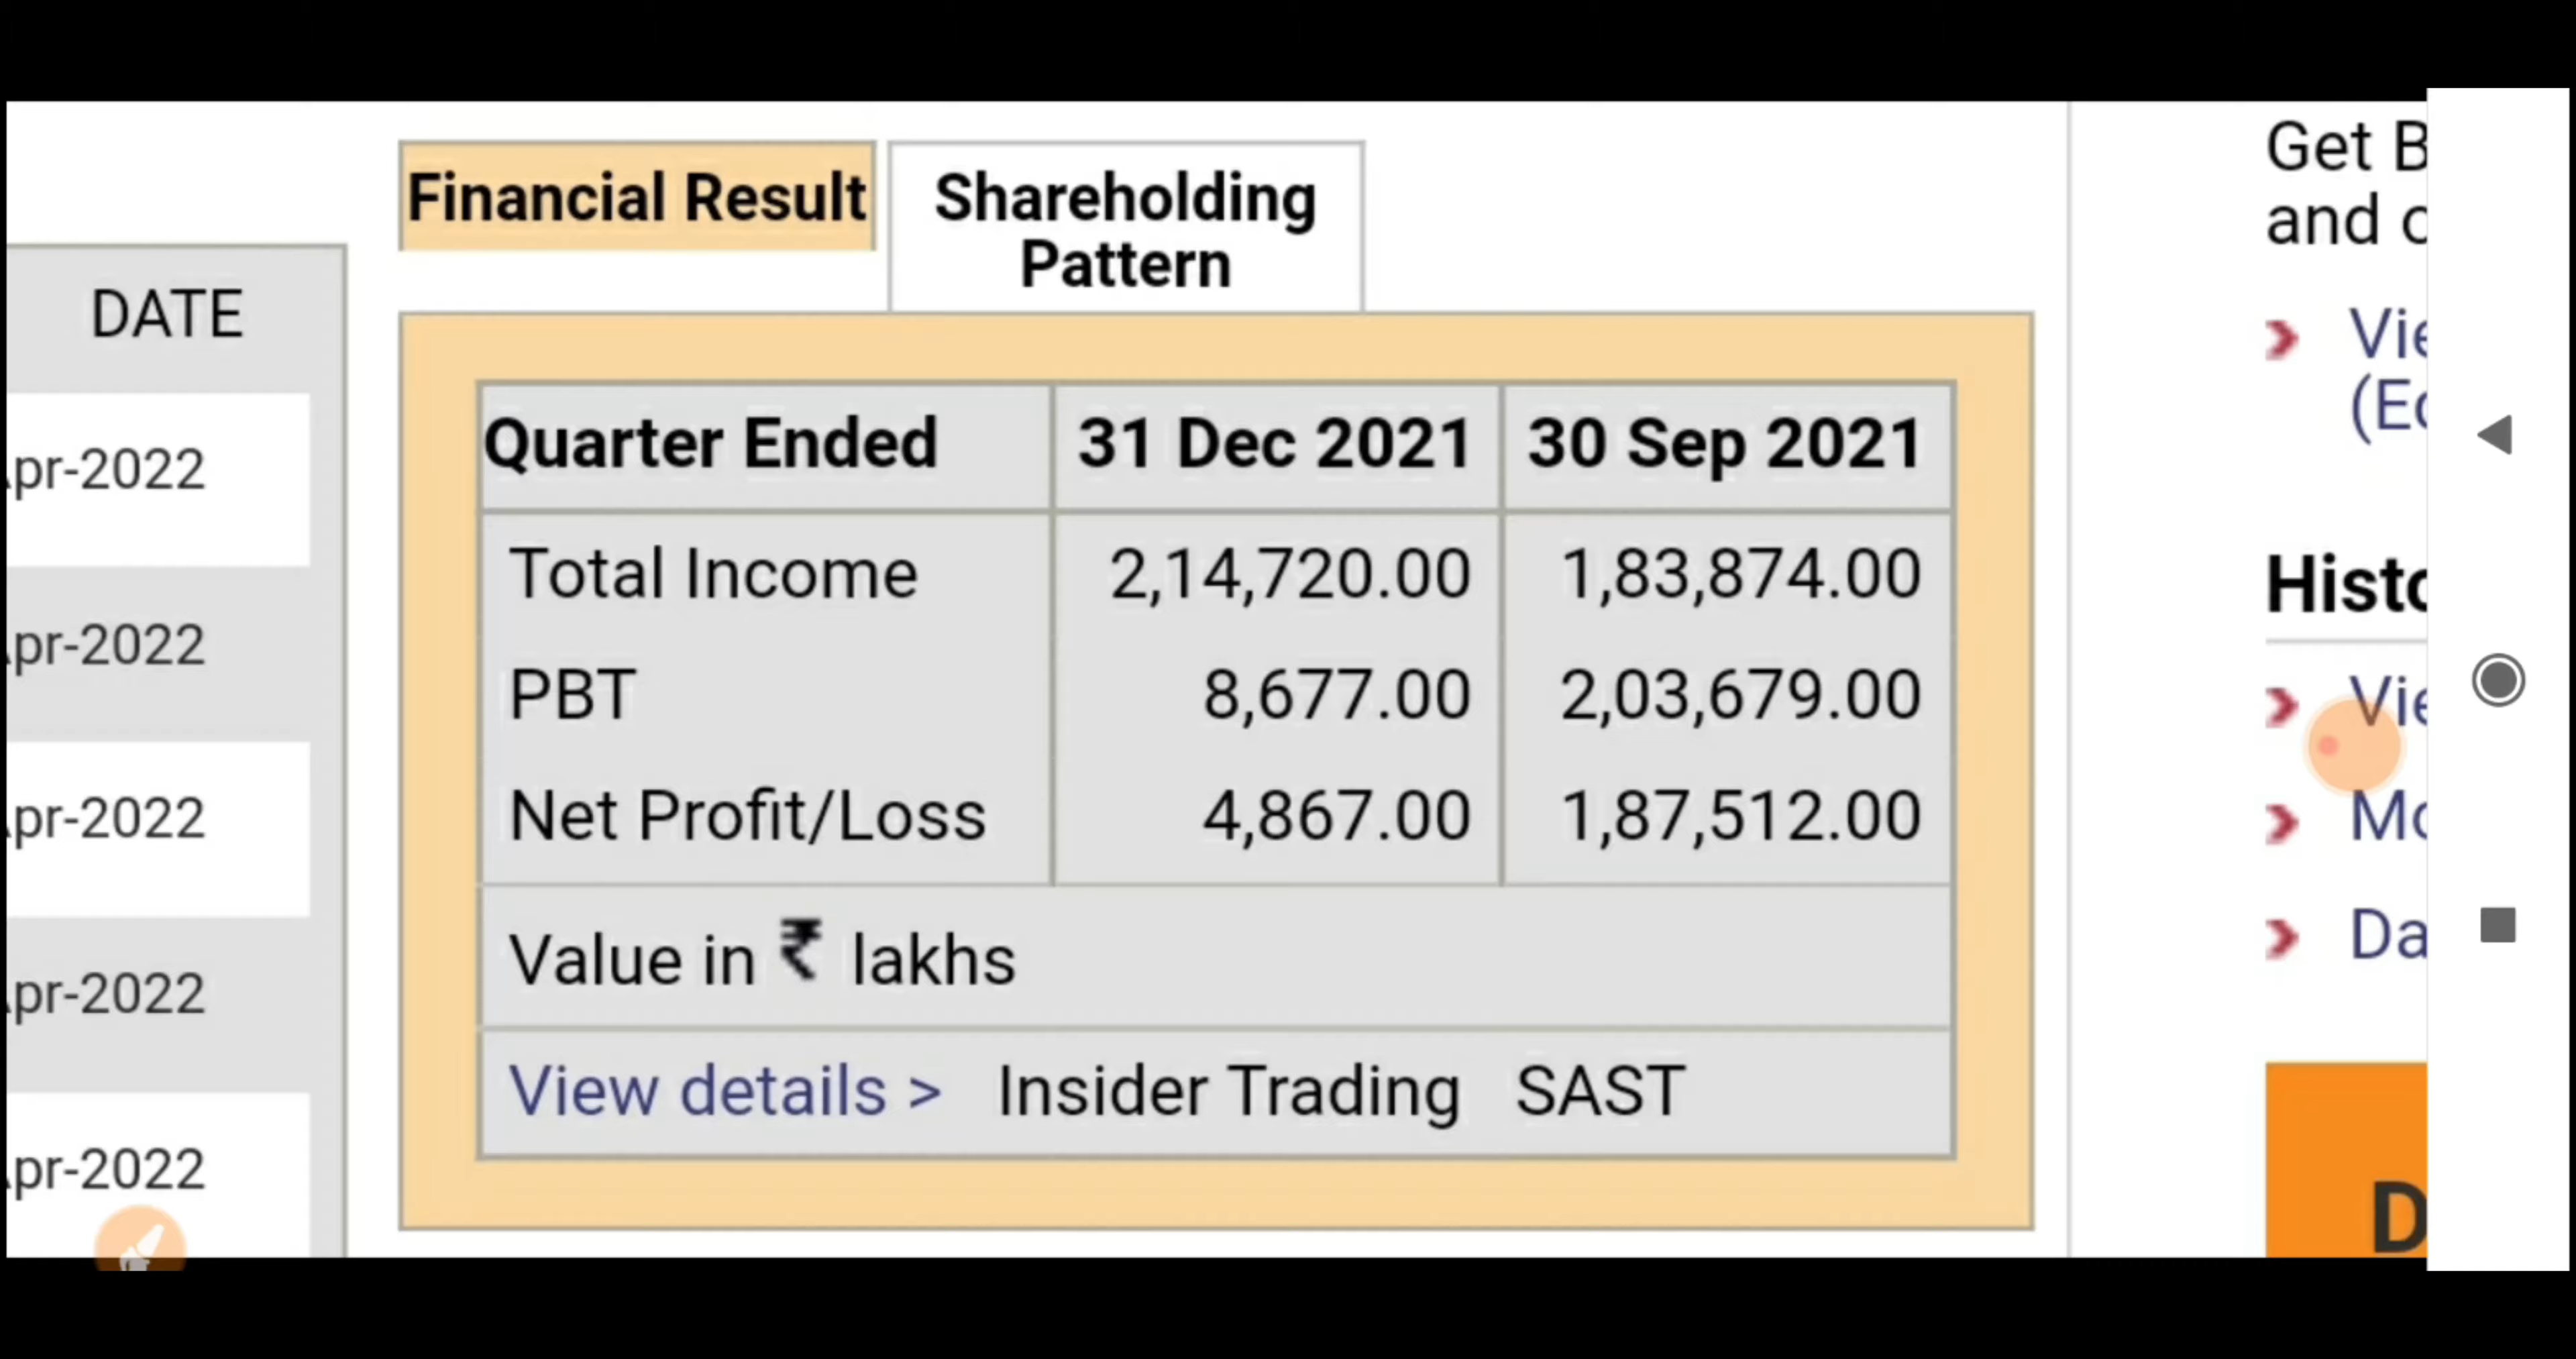 Financial Result
Shareholding
Pattern
DATE
pr-2022
pr-2022
pr-2022
pr-2022
pr-2022
Quarter Ended 31 Dec 2021 30 Sep 2021
Total Income 2,14,720.00 1,83,874.00
PBT 8,677.00 2,03,679.00
Net Profit/Loss 4,867.00 1,87,512.00
Value in ₹ lakhs
View details > Insider Trading SAST
Get B
and
Vie
(E
Hist
Vie
M
Da
D